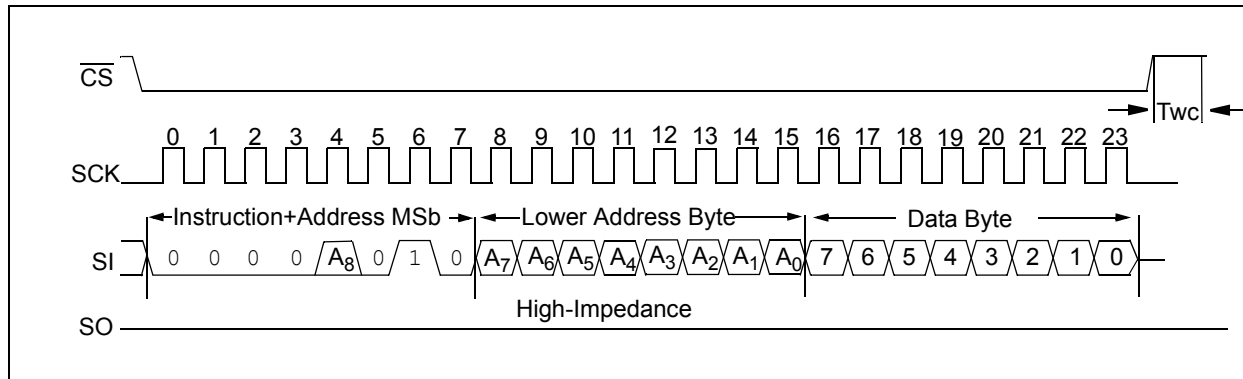 CS
Twc
0 1 2 3 4 5 6 7 8 9 10 11 12 13 14 15 16 17 18 19 20 21 22 23
SCK
Instruction+Address MSb Lower Address Byte Data Byte
SI 0 0 0 0 A8 0 1 0 A7 A6 A5 A4 A3 A2 A1 A0 7 6 5 4 3 2 1 0
High-Impedance
SO